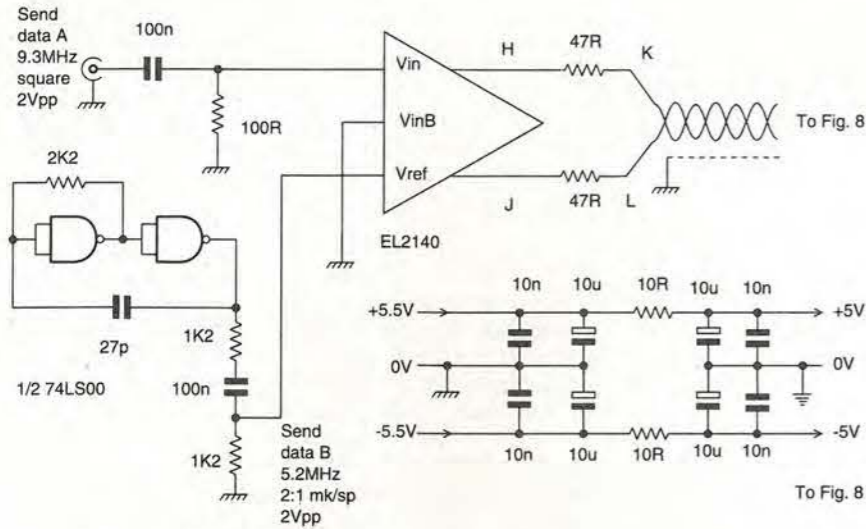 Send
data A
9.3MHz
square
2Vpp
100n
100R
Vin
VinB
Vref
EL2140
H
47R
K
To Fig. 8
J
47R
L
2K2
27p
1/2 74LS00
1K2
100n
1K2
Send
data B
5.2MHz
2:1 mk/sp
2Vpp
10n
10u
10R
10u
10n
+5.5V
+5V
0V
0V
-5.5V
-5V
10n
10u
10R
10u
10n
To Fig. 8